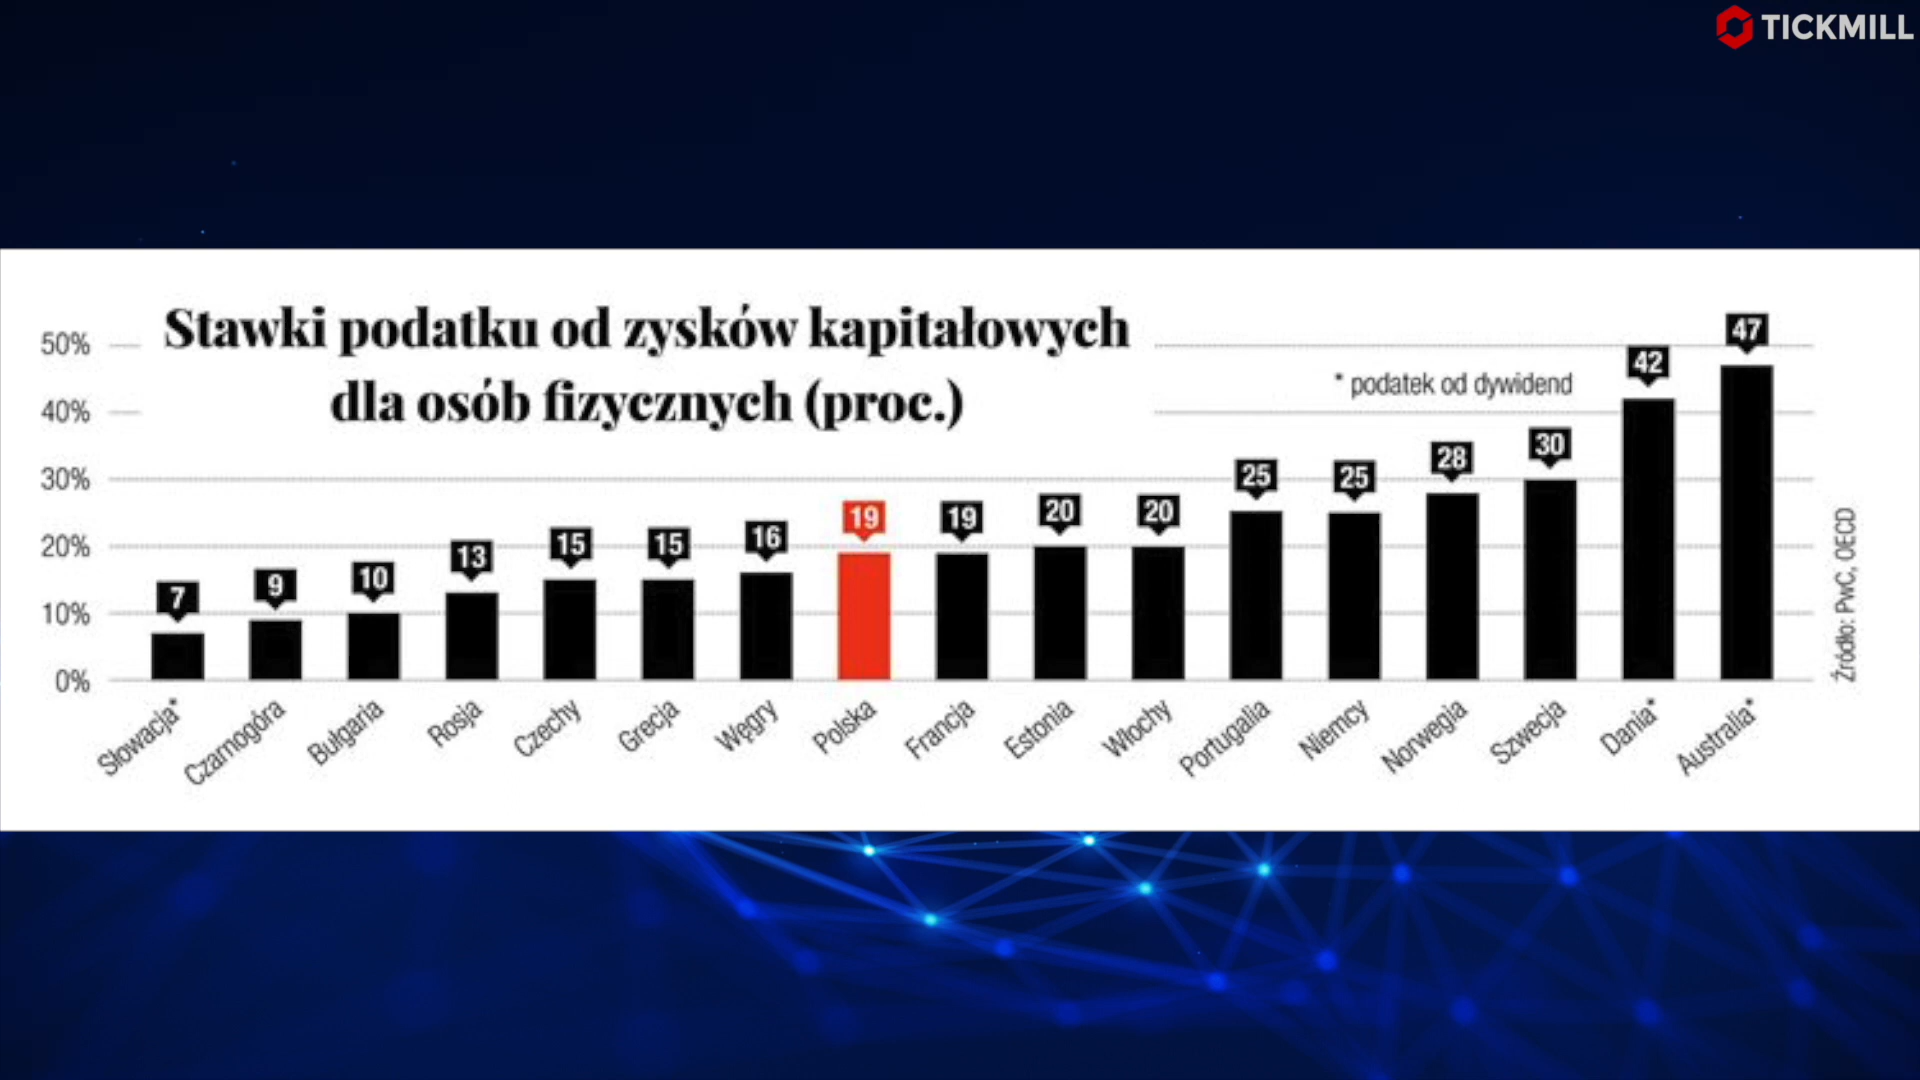 TICKMILL
Stawki podatku od zysków kapitałowych
dla osób fizycznych (proc.)
* podatek od dywidend
50%
40%
30%
20%
10%
0%
7
9
10
13
15
15
16
19
19
20
20
25
25
28
30
42
47
Słowacja*
Czarnogóra
Bułgaria
Rosja
Czechy
Grecja
Węgry
Polska
Francja
Estonia
Włochy
Portugalia
Niemcy
Norwegia
Szwecja
Dania*
Australia*
Źródło: PwC, OECD